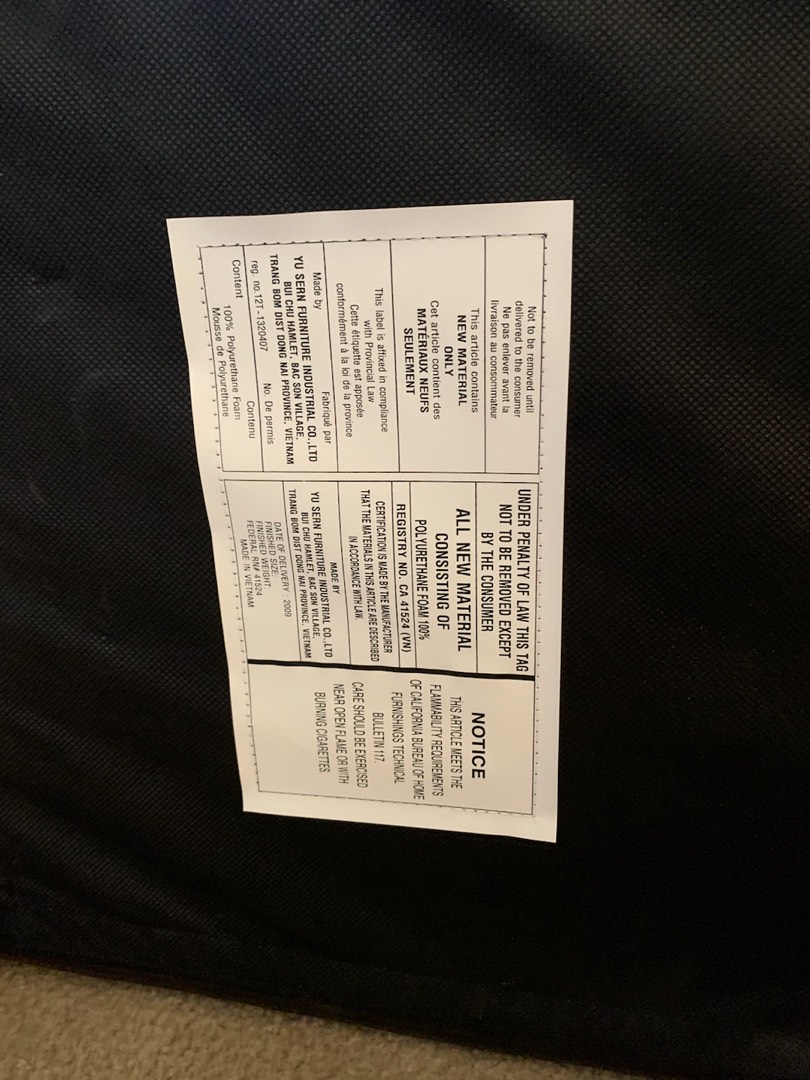 Not to be removed until
delivered to the consumer
Ne pas enlever avant la
livraison au consommateur
This article contains
NEW MATERIAL
ONLY
Cet article contient des
MATÉRIAUX NEUFS
SEULEMENT
This label is affixed in compliance
with Provincial Law
Cette étiquette est apposée
conformément à la loi de la province
Made by Fabriqué par
YU SERN FURNITURE INDUSTRIAL CO.,LTD
BUI CHU HAMLET, BAC SON VILLAGE,
TRANG BOM DIST DONG NAI PROVINCE, VIETNAM
reg. no.12T-1320407 No. De permis
Content Contenu
100% Polyurethane Foam
Mousse de Polyurethane
UNDER PENALTY OF LAW THIS TAG
NOT TO BE REMOVED EXCEPT
BY THE CONSUMER
ALL NEW MATERIAL
CONSISTING OF
POLYURETHANE FOAM 100%
REGISTRY NO. CA 41524 (VN)
CERTIFICATION IS MADE BY THE MANUFACTURER
THAT THE MATERIALS IN THIS ARTICLE ARE DESCRIBED
IN ACCORDANCE WITH LAW.
MADE BY
YU SERN FURNITURE INDUSTRIAL CO.,LTD
BUI CHU HAMLET, BAC SON VILLAGE,
TRANG BOM DIST DONG NAI PROVINCE, VIETNAM
DATE OF DELIVERY : 2009
FINISHED SIZE:
FINISHED WEIGHT:
FEDERAL RN# 41524
MADE IN VIETNAM
NOTICE
THIS ARTICLE MEETS THE
FLAMMABILITY REQUIREMENTS
OF CALIFORNIA BUREAU OF HOME
FURNISHINGS TECHNICAL
BULLETIN 117.
CARE SHOULD BE EXERCISED
NEAR OPEN FLAME OR WITH
BURNING CIGARETTES.